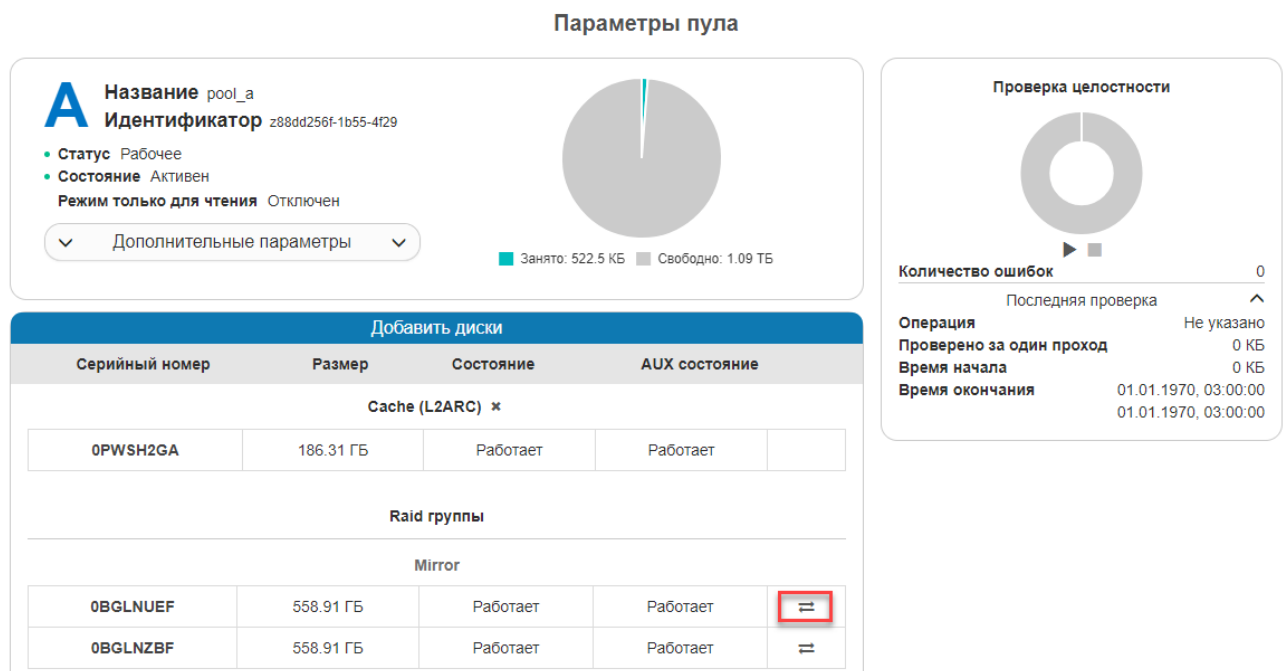 Параметры пула
A
Название pool_a
Идентификатор z88dd256f-1b55-4f29
• Статус Рабочее
• Состояние Активен
Режим только для чтения Отключен
Дополнительные параметры
Занято: 522.5 КБ Свободно: 1.09 ТБ
Добавить диски
Серийный номер Размер Состояние AUX состояние
Cache (L2ARC) ×
0PWSH2GA 186.31 ГБ Работает Работает
Raid группы
Mirror
0BGLNUEF 558.91 ГБ Работает Работает
0BGLNZBF 558.91 ГБ Работает Работает
Проверка целостности
Количество ошибок 0
Последняя проверка
Операция Не указано
Проверено за один проход 0 КБ
Время начала 0 КБ
Время окончания 01.01.1970, 03:00:00
01.01.1970, 03:00:00